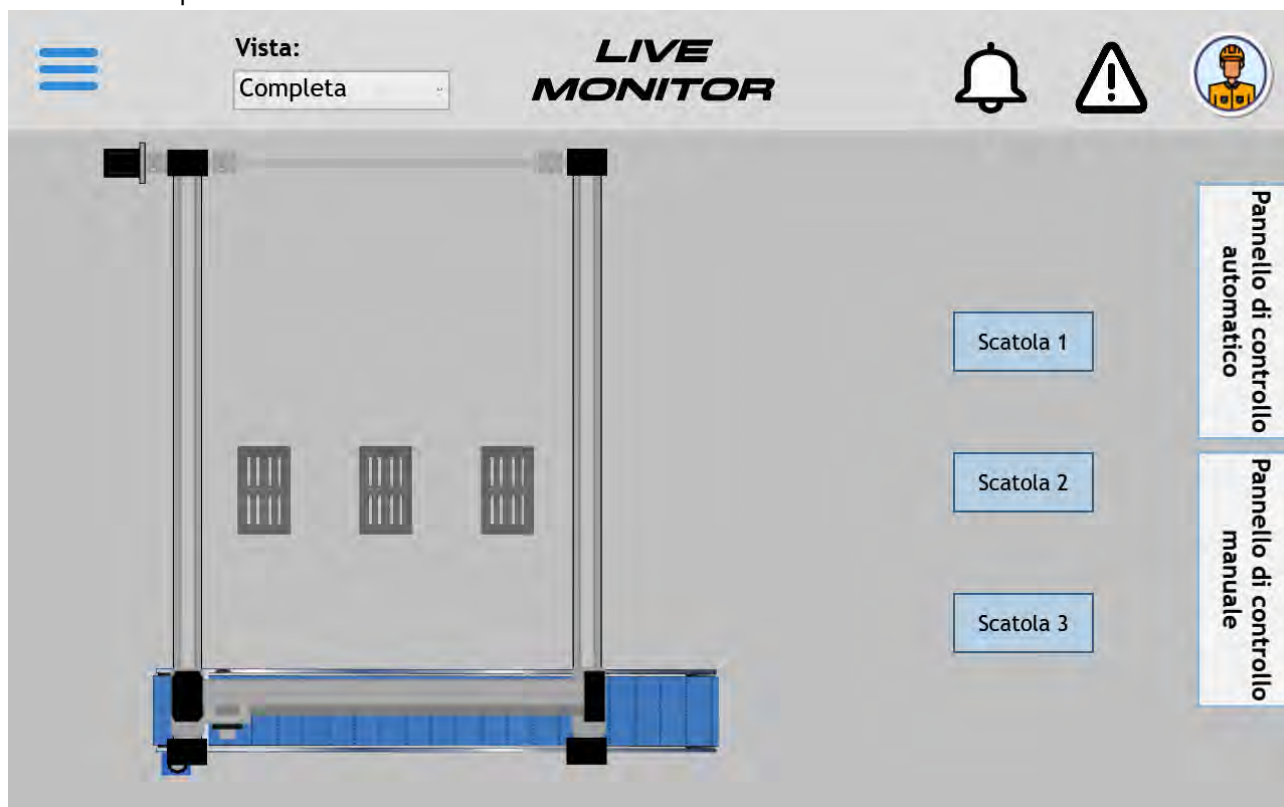 Vista:
Completa
LIVE
MONITOR
Scatola 1
Scatola 2
Scatola 3
Pannello di controllo
automatico
Pannello di controllo
manuale